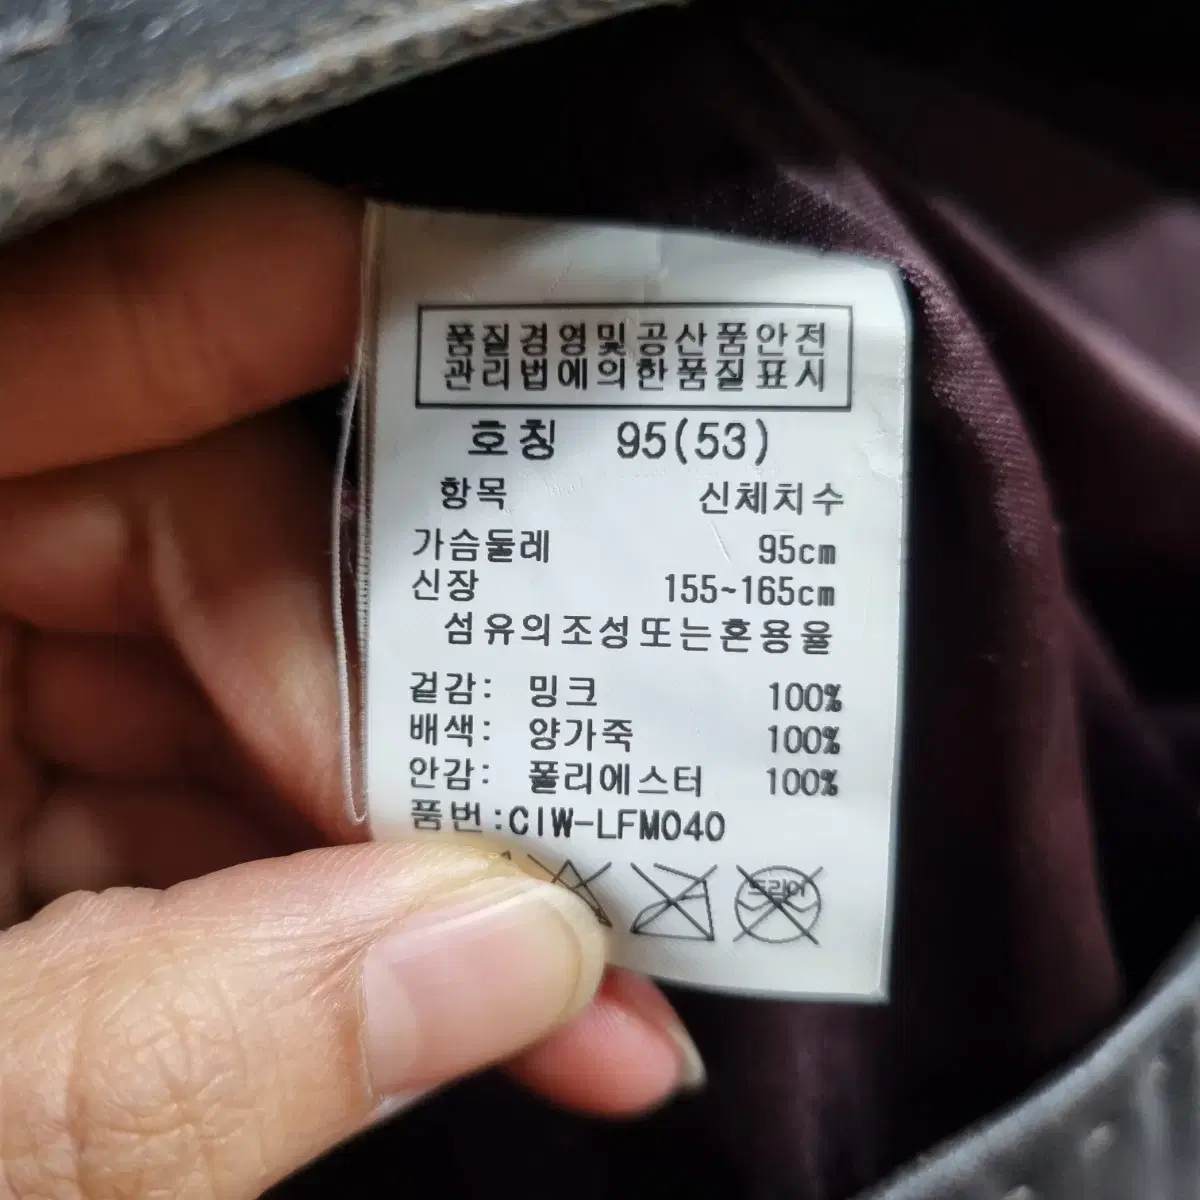 품질경영및공산품안전
관리법에의한품질표시
호칭 95(53)
항목 신체치수
가슴둘레 95cm
신장 155~165cm
섬유의조성또는혼용율
겉감: 밍크 100%
배색: 양가죽 100%
안감: 폴리에스터 100%
품번:CIW-LFM040
드라이